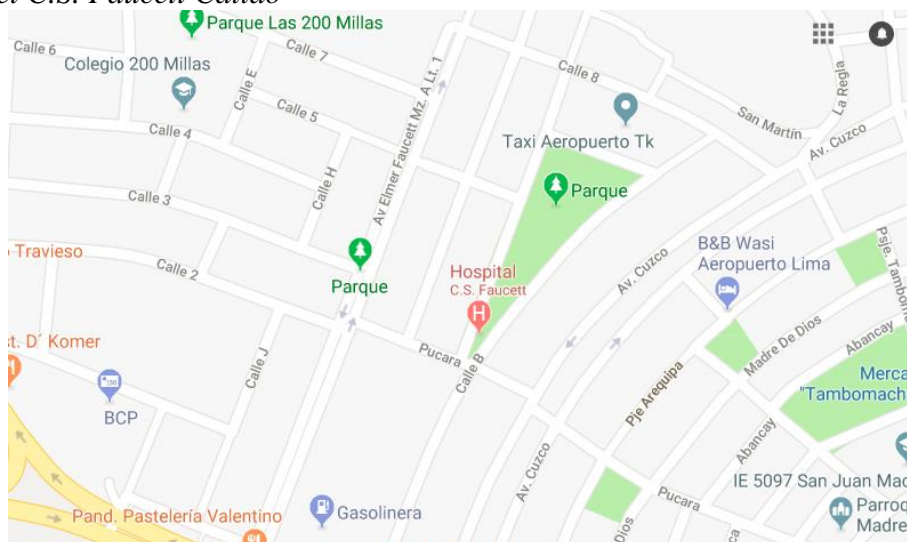 C.S. Faucett Callao
Parque Las 200 Millas
Calle 6
Calle 7
Colegio 200 Millas
Calle E
Calle 8
La Regla
Calle 5
Av Elmer Faucett Mz. A Lt. 1
San Martín
Calle 4
Taxi Aeropuerto Tk
Av. Cuzco
Calle H
Parque
Calle 3
Psje. Tamboma
Travieso
B&B Wasi
Aeropuerto Lima
Calle 2
Av. Cuzco
Parque
Hospital
C.S. Faucett
H
st. D´ Komer
Pucara
Madre De Dios
Abancay
Calle J
Calle B
Pje Arequipa
Merca
"Tambomach
BCP
Abancay
Av. Cuzco
IE 5097 San Juan Mac
Pucara
Pand. Pastelería Valentino
Gasolinera
Dios
ca
Parroq
Madre